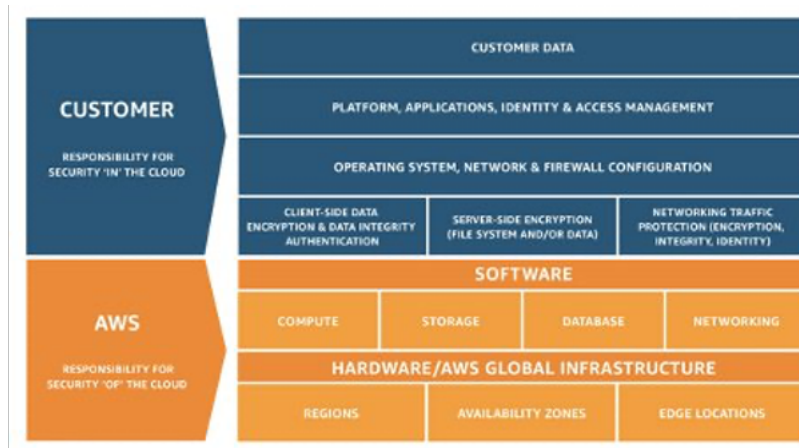 CUSTOMER
RESPONSIBILITY FOR
SECURITY 'IN' THE CLOUD
CUSTOMER DATA
PLATFORM, APPLICATIONS, IDENTITY & ACCESS MANAGEMENT
OPERATING SYSTEM, NETWORK & FIREWALL CONFIGURATION
CLIENT-SIDE DATA
ENCRYPTION & DATA INTEGRITY
AUTHENTICATION
SERVER-SIDE ENCRYPTION
(FILE SYSTEM AND/OR DATA)
NETWORKING TRAFFIC
PROTECTION (ENCRYPTION,
INTEGRITY, IDENTITY)
AWS
RESPONSIBILITY FOR
SECURITY 'OF' THE CLOUD
SOFTWARE
COMPUTE
STORAGE
DATABASE
NETWORKING
HARDWARE/AWS GLOBAL INFRASTRUCTURE
REGIONS
AVAILABILITY ZONES
EDGE LOCATIONS